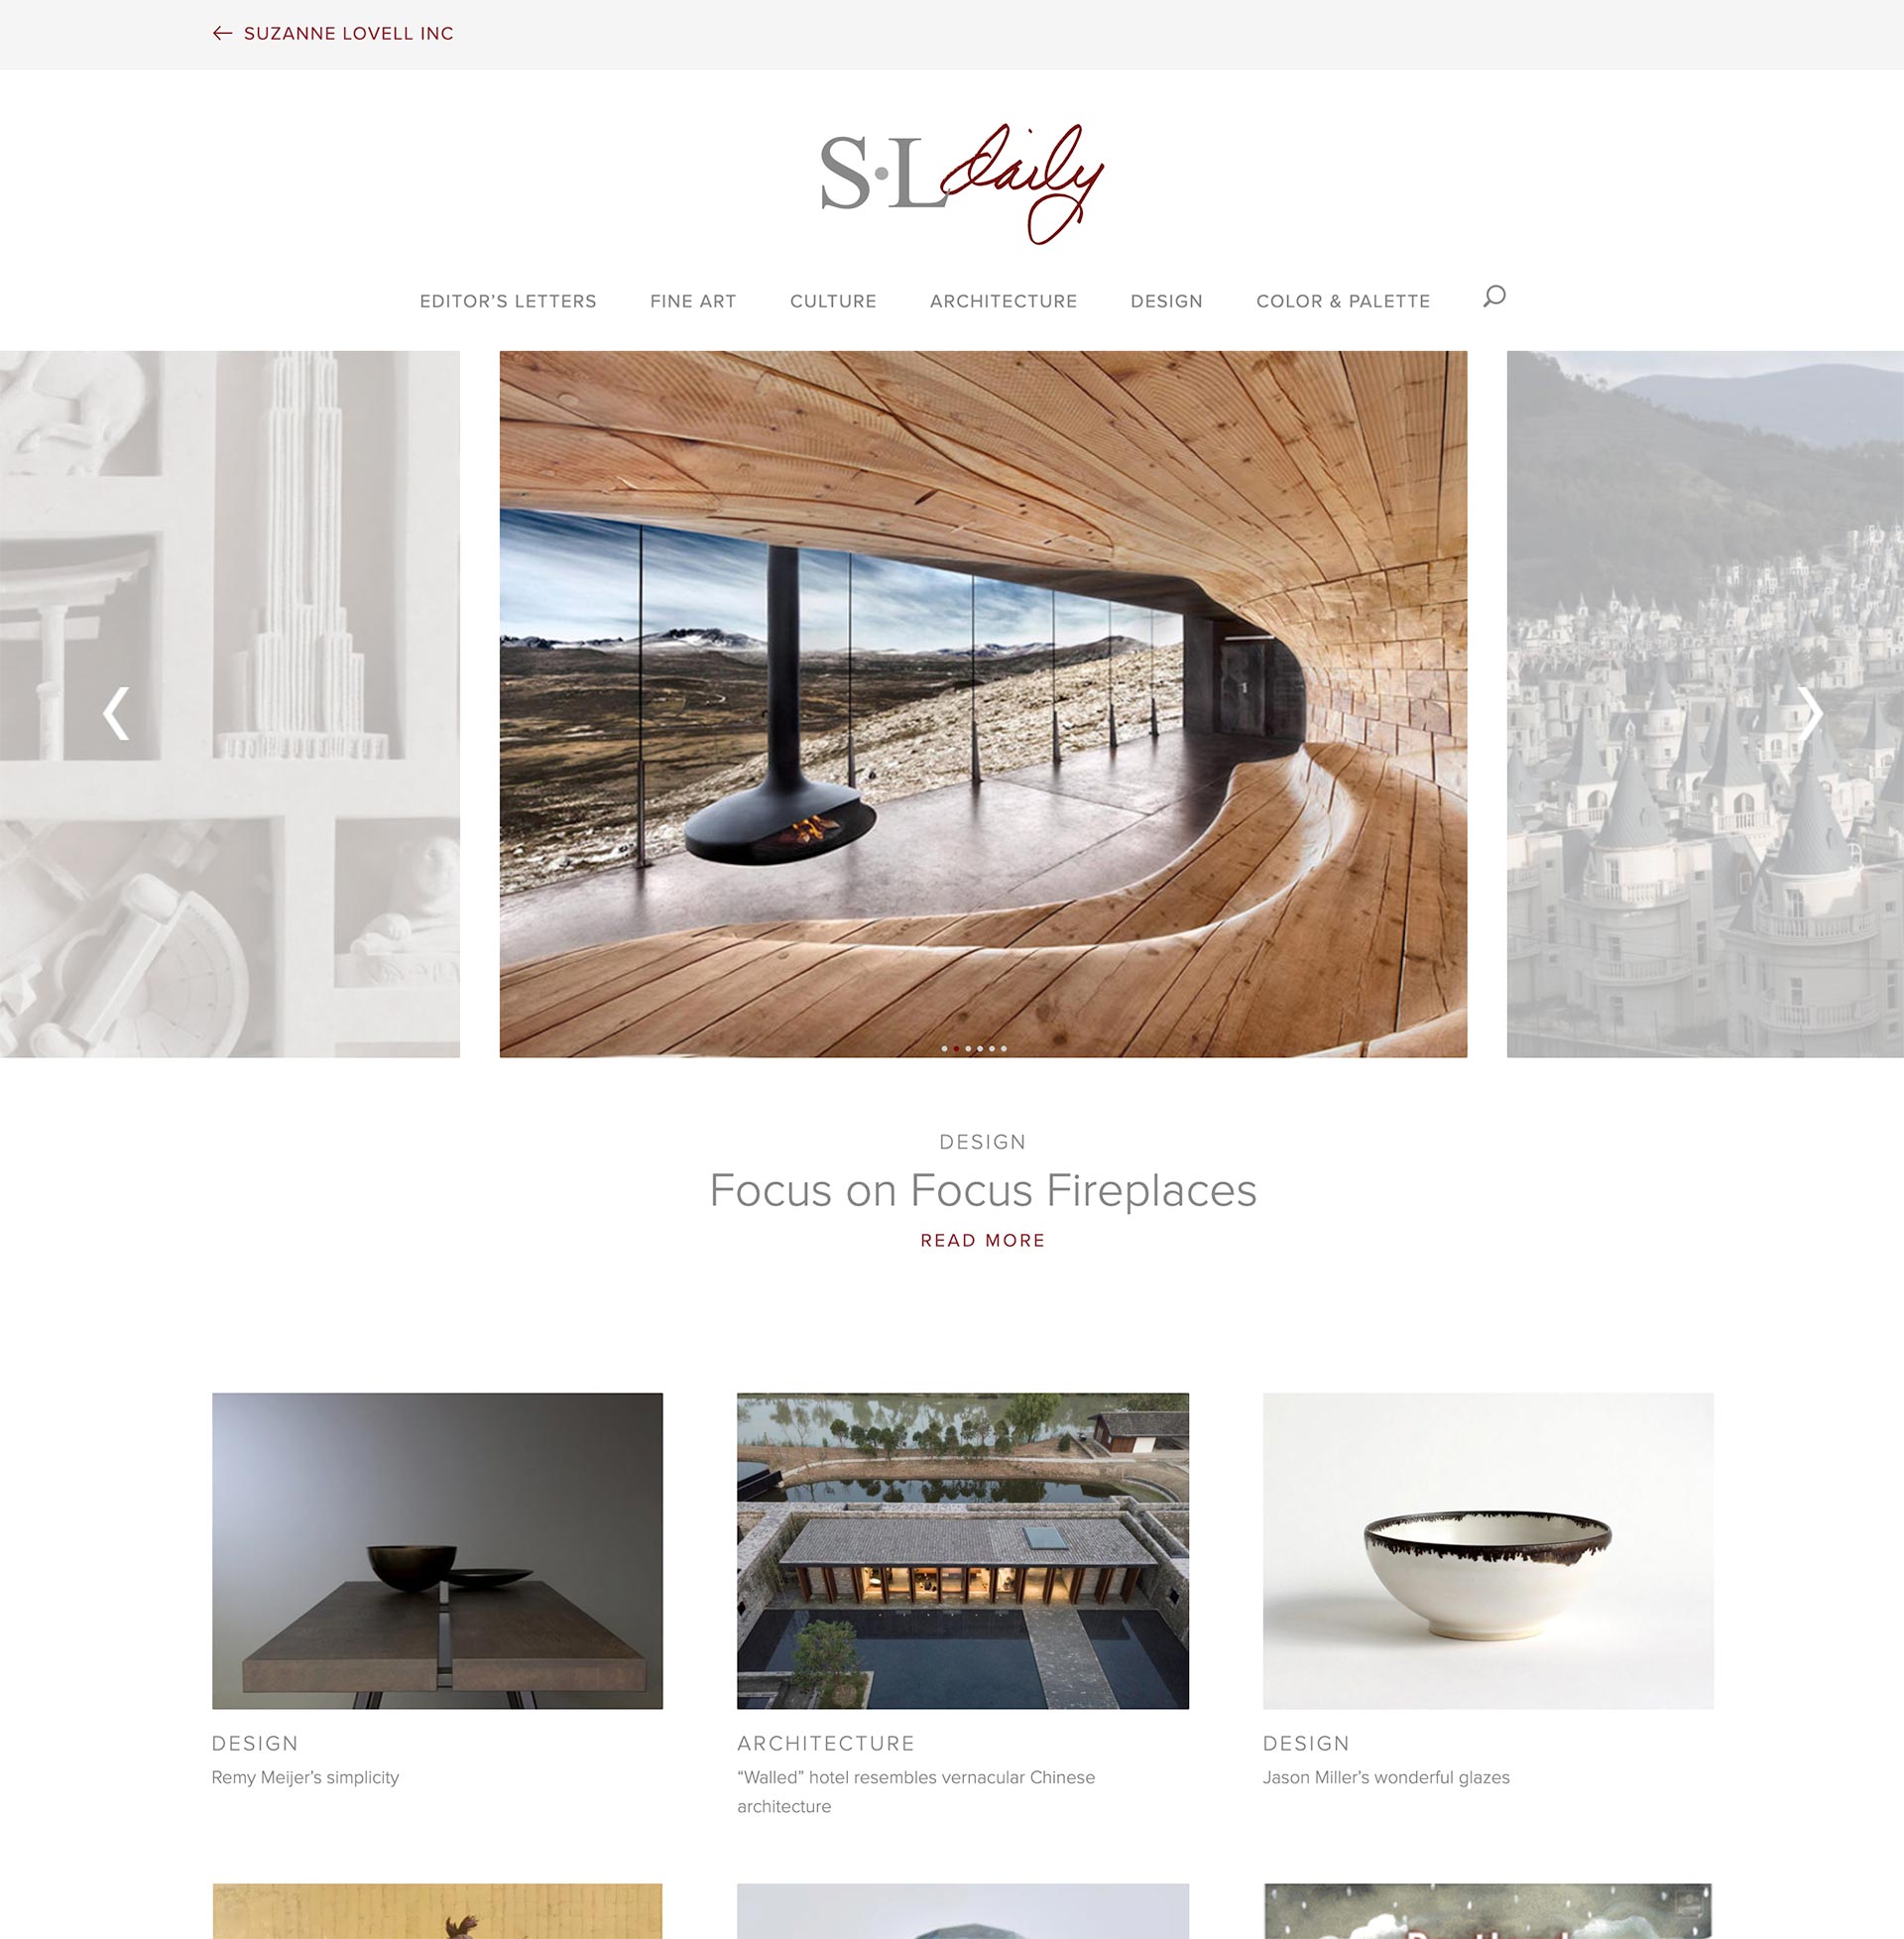 ← SUZANNE LOVELL INC
S·L daily
EDITOR’S LETTERS
FINE ART
CULTURE
ARCHITECTURE
DESIGN
COLOR & PALETTE
DESIGN
Focus on Focus Fireplaces
READ MORE
DESIGN
Remy Meijer’s simplicity
ARCHITECTURE
“Walled” hotel resembles vernacular Chinese
architecture
DESIGN
Jason Miller’s wonderful glazes